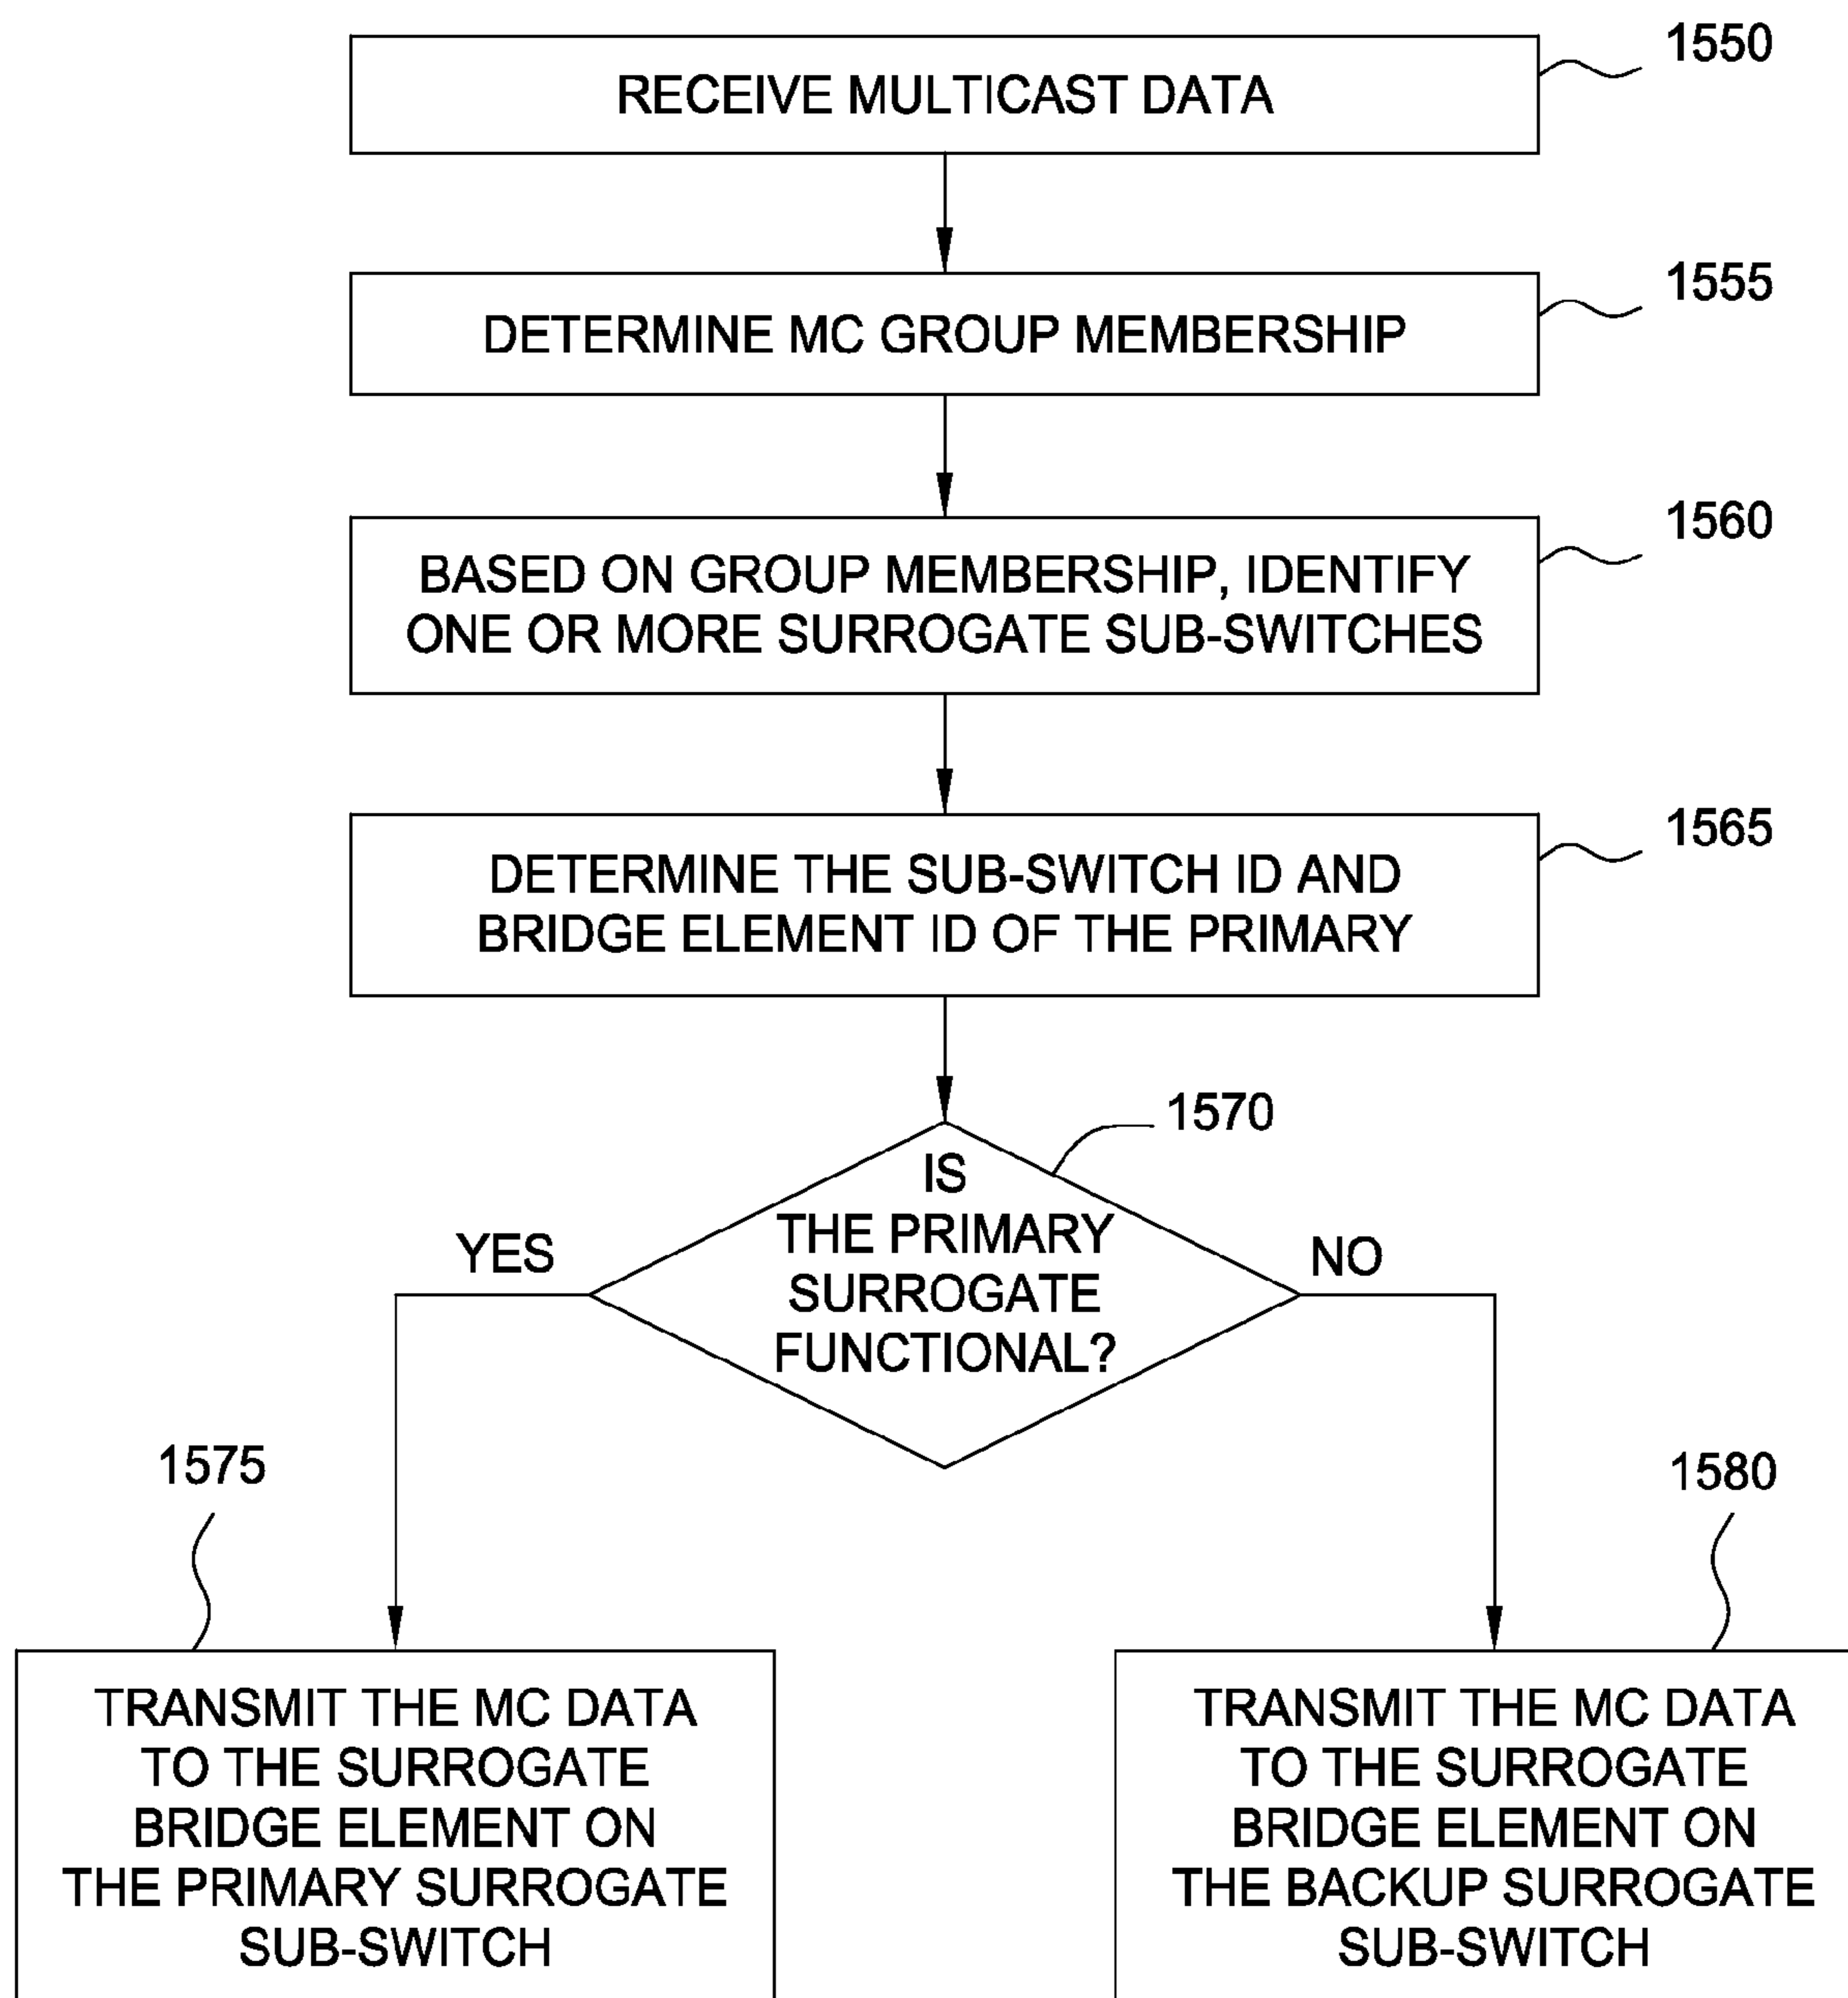 1550
RECEIVE MULTICAST DATA
1555
DETERMINE MC GROUP MEMBERSHIP
1560
BASED ON GROUP MEMBERSHIP, IDENTIFY
ONE OR MORE SURROGATE SUB-SWITCHES
1565
DETERMINE THE SUB-SWITCH ID AND
BRIDGE ELEMENT ID OF THE PRIMARY
1570
IS
THE PRIMARY
SURROGATE
FUNCTIONAL?
YES
NO
1575
TRANSMIT THE MC DATA
TO THE SURROGATE
BRIDGE ELEMENT ON
THE PRIMARY SURROGATE
SUB-SWITCH
1580
TRANSMIT THE MC DATA
TO THE SURROGATE
BRIDGE ELEMENT ON
THE BACKUP SURROGATE
SUB-SWITCH